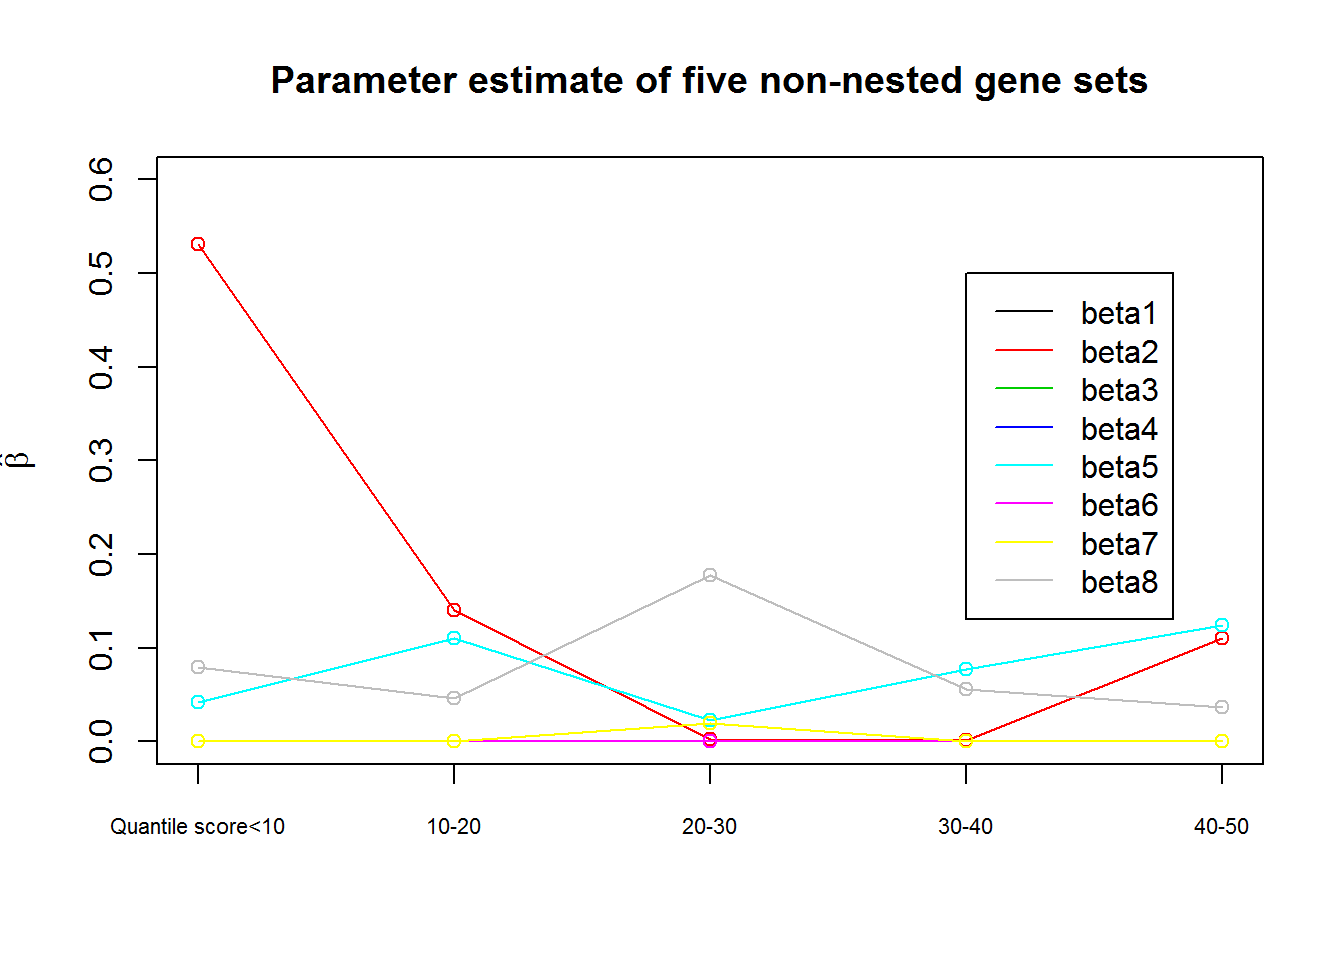 Parameter estimate of five non-nested gene sets
0.6
0.5
0.4
0.3
0.2
0.1
0.0
β̂
beta1
beta2
beta3
beta4
beta5
beta6
beta7
beta8
Quantile score<10 10-20 20-30 30-40 40-50